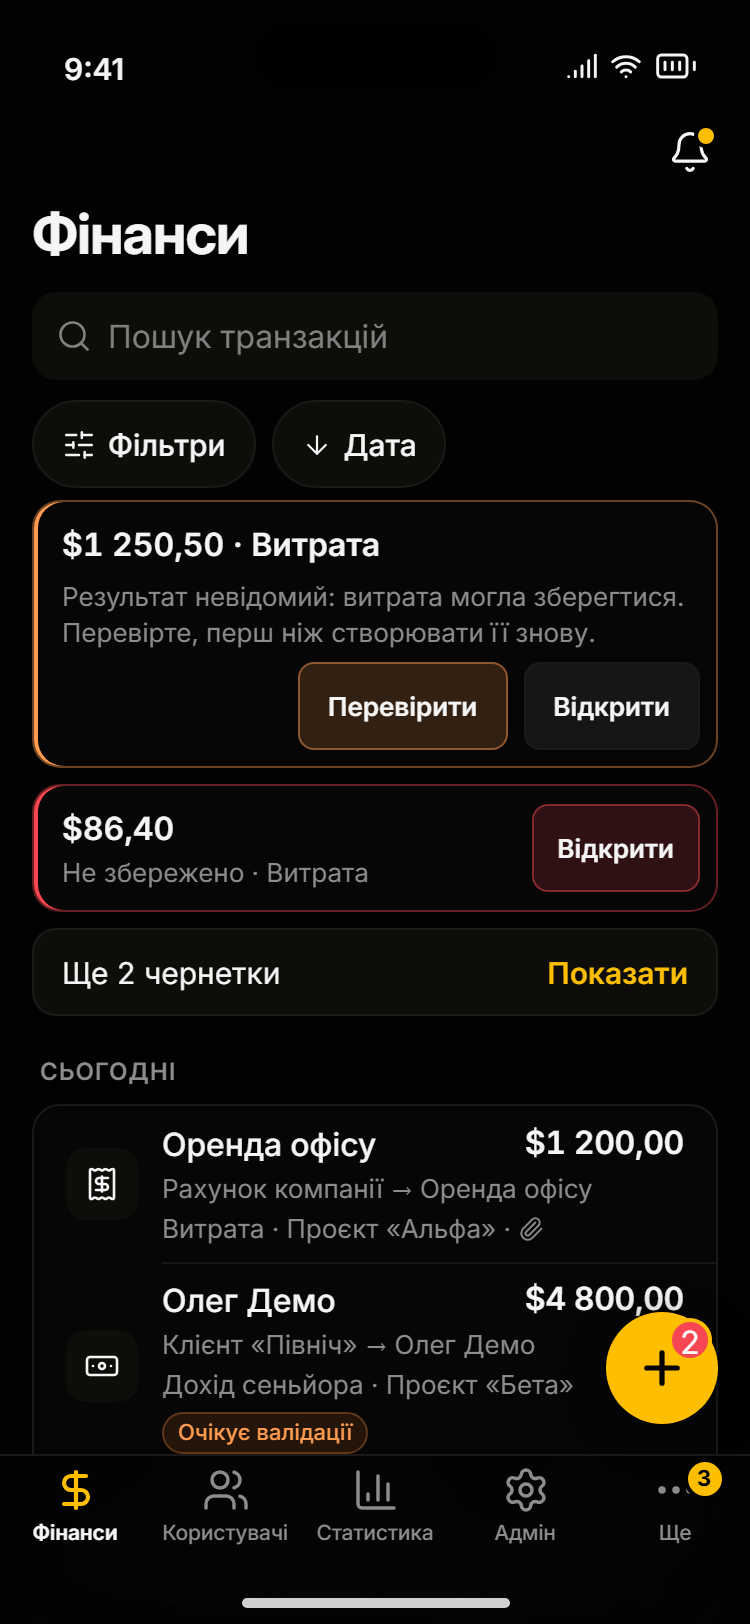 9:41
Фінанси
Пошук транзакцій
Фільтри
Дата
$1 250,50 · Витрата
Результат невідомий: витрата могла зберегтися.
Перевірте, перш ніж створювати її знову.
Перевірити
Відкрити
$86,40
Не збережено · Витрата
Відкрити
Ще 2 чернетки
Показати
СЬОГОДНІ
Оренда офісу
$1 200,00
Рахунок компанії → Оренда офісу
Витрата · Проєкт «Альфа» ·
Олег Демо
$4 800,00
Клієнт «Північ» → Олег Демо
Дохід сеньйора · Проєкт «Бета»
2
Очікує валідації
3
Фінанси
Користувачі
Статистика
Адмін
Ще